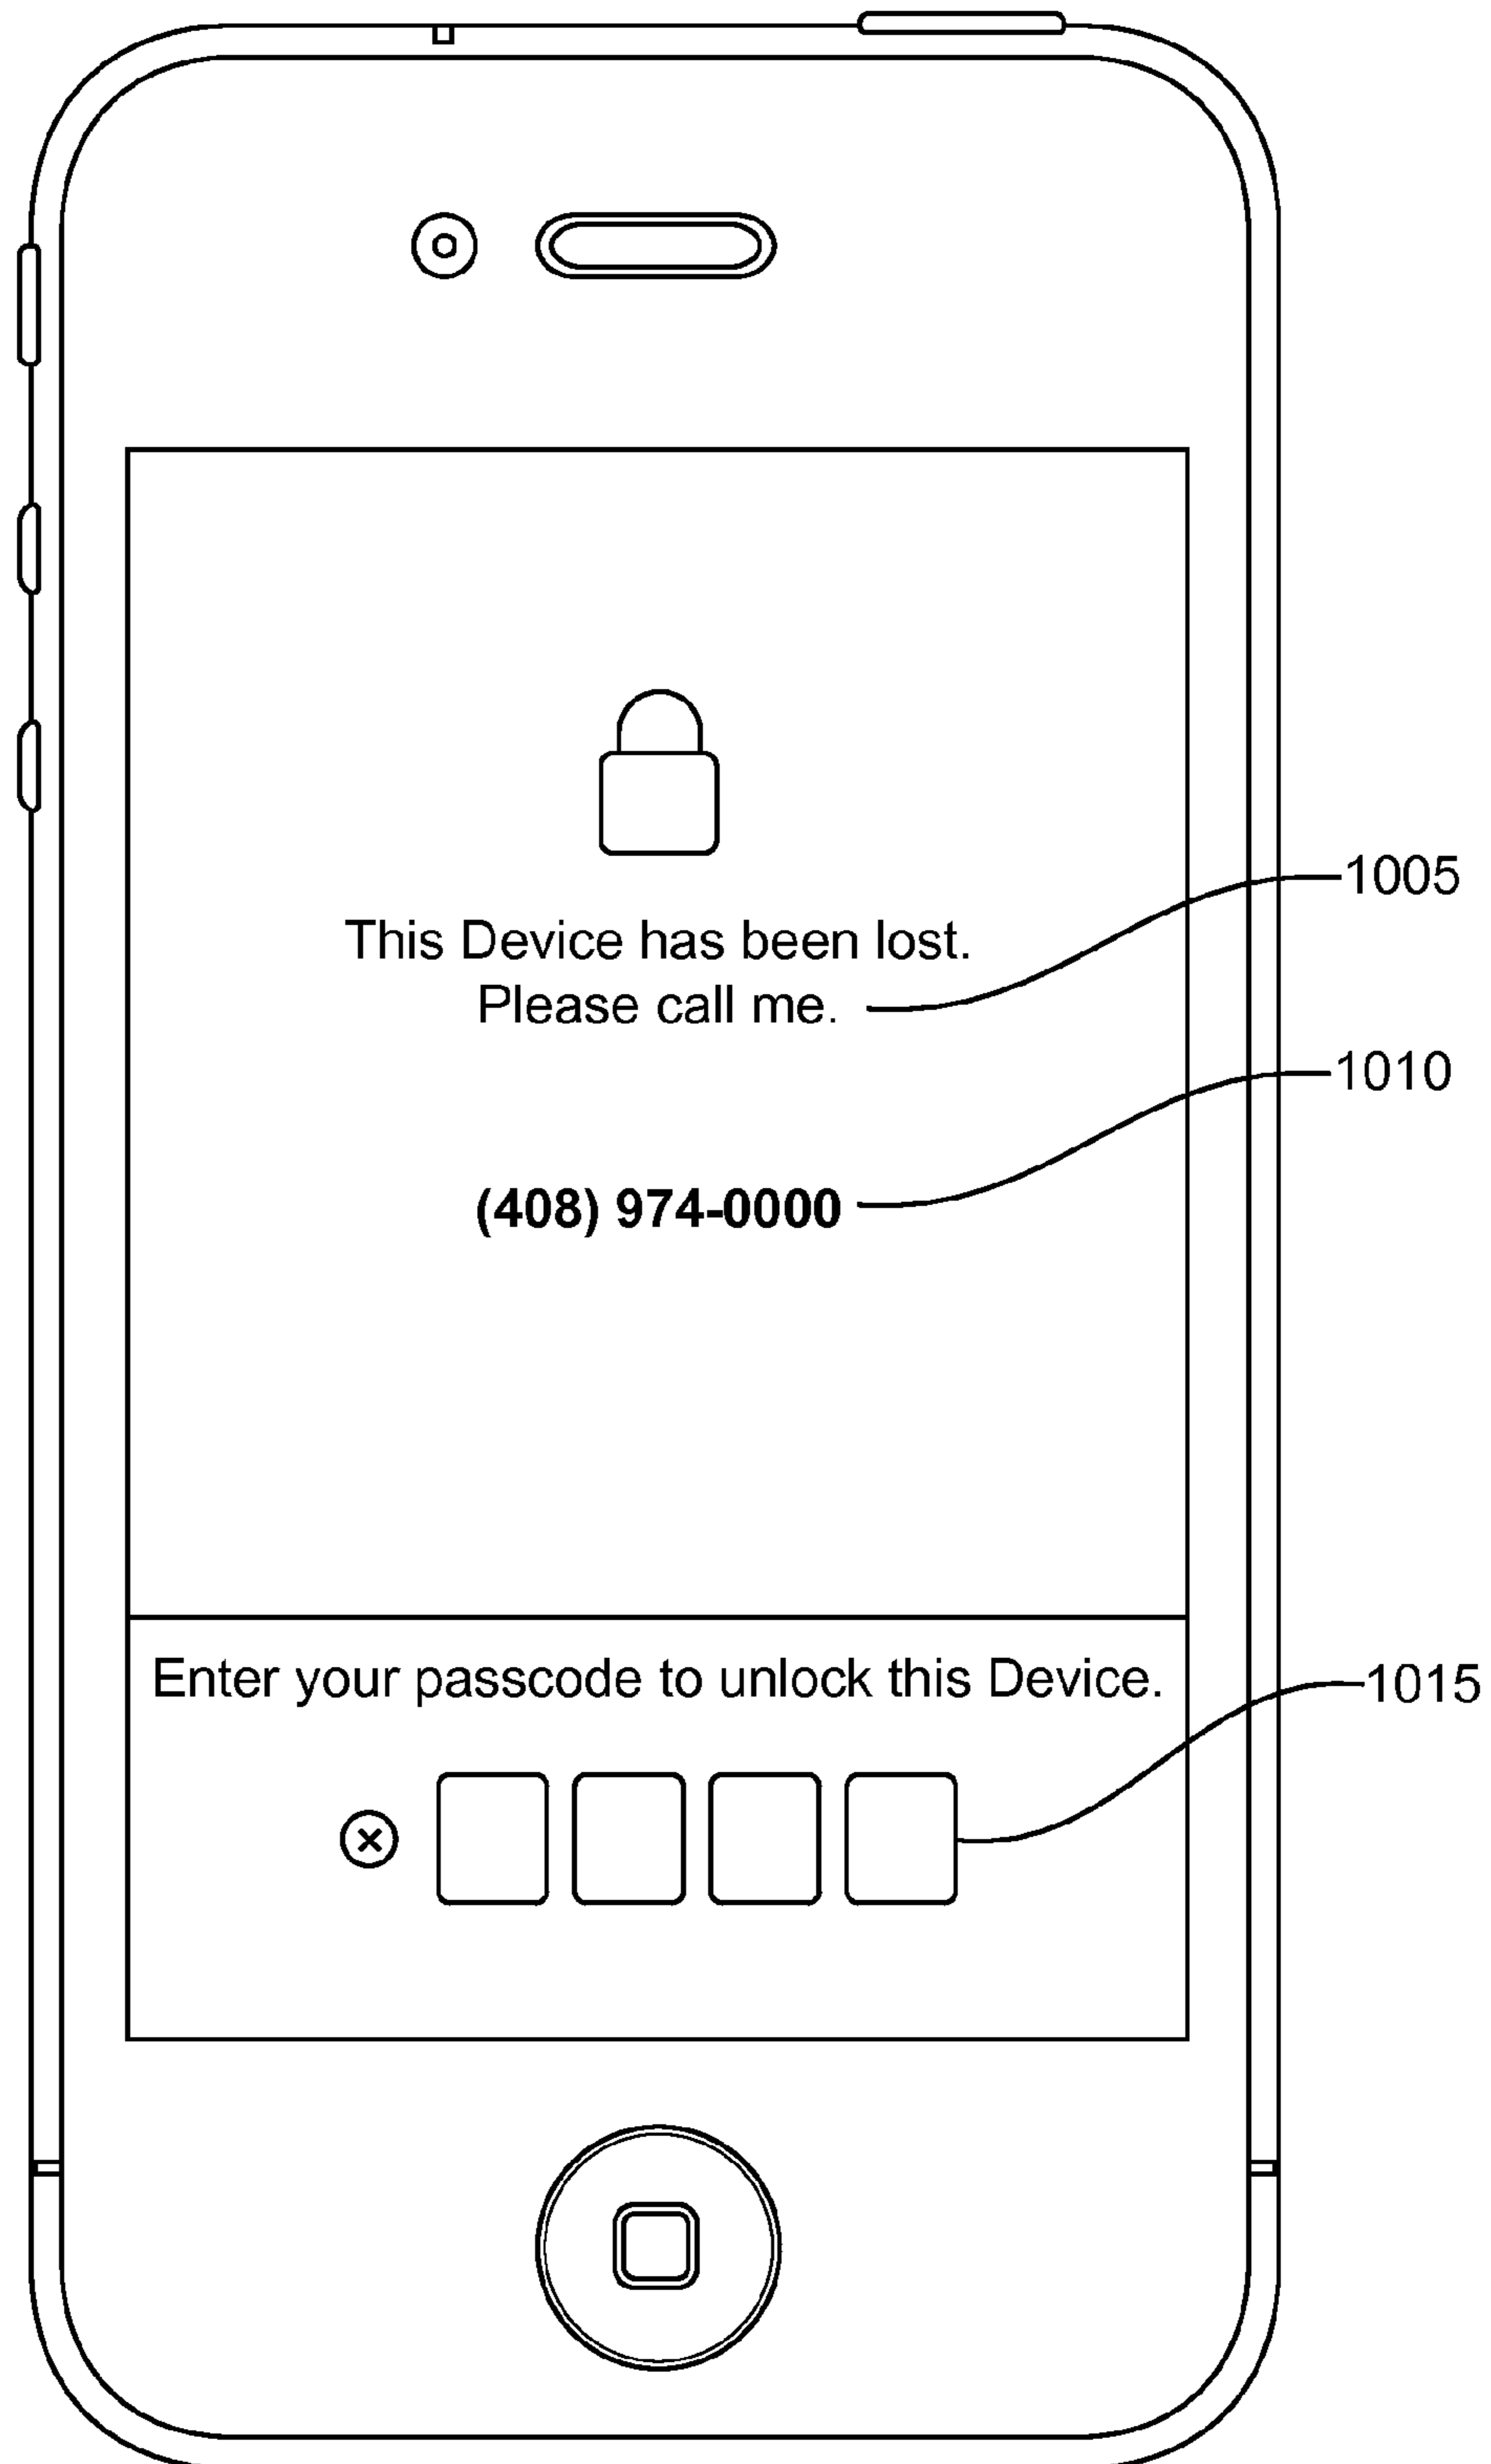 1005
This Device has been lost.
Please call me.
1010
(408) 974-0000
Enter your passcode to unlock this Device.
1015